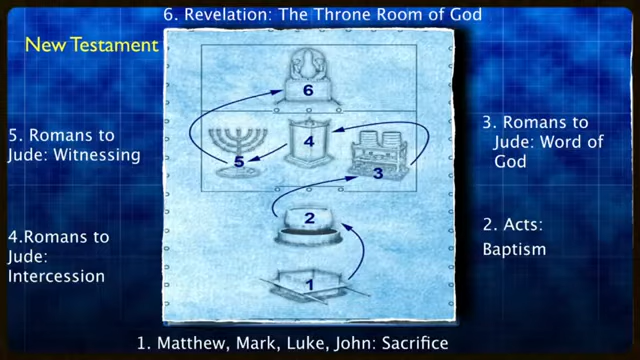 6. Revelation: The Throne Room of God
New Testament
6
5. Romans to
Jude: Witnessing
5
4
3
3. Romans to
Jude: Word of
God
4.Romans to
Jude:
Intercession
2
2. Acts:
Baptism
1
1. Matthew, Mark, Luke, John: Sacrifice